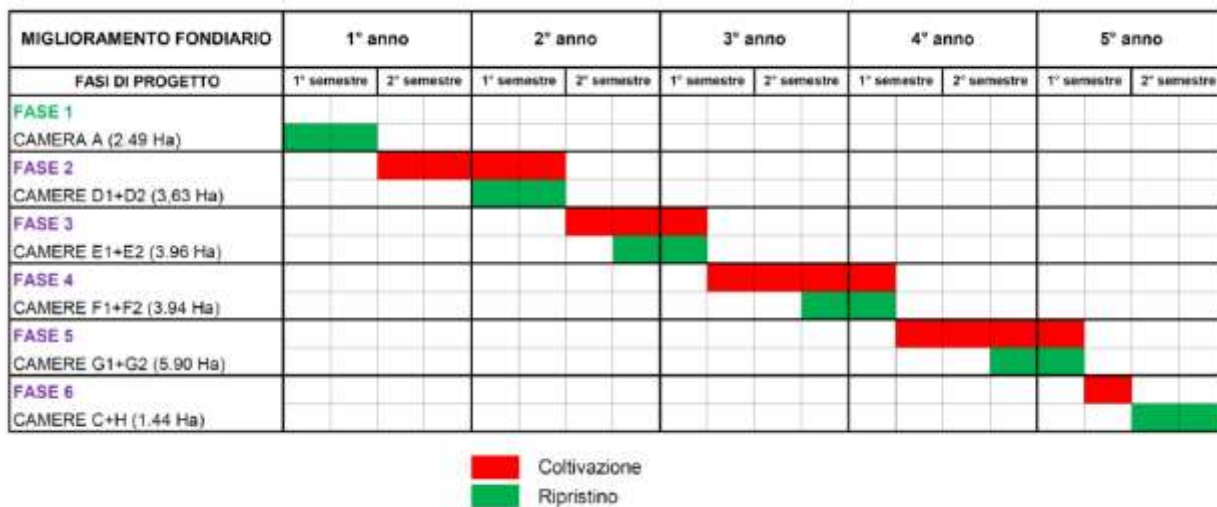 MIGLIORAMENTO FONDIARIO 1° anno 2° anno 3° anno 4° anno 5° anno
FASI DI PROGETTO 1° semestre 2° semestre 1° semestre 2° semestre 1° semestre 2° semestre 1° semestre 2° semestre 1° semestre 2° semestre
FASE 1
CAMERA A (2.49 Ha)
FASE 2
CAMERE D1+D2 (3,63 Ha)
FASE 3
CAMERE E1+E2 (3.96 Ha)
FASE 4
CAMERE F1+F2 (3.94 Ha)
FASE 5
CAMERE G1+G2 (5.90 Ha)
FASE 6
CAMERE C+H (1.44 Ha)
Coltivazione
Ripristino